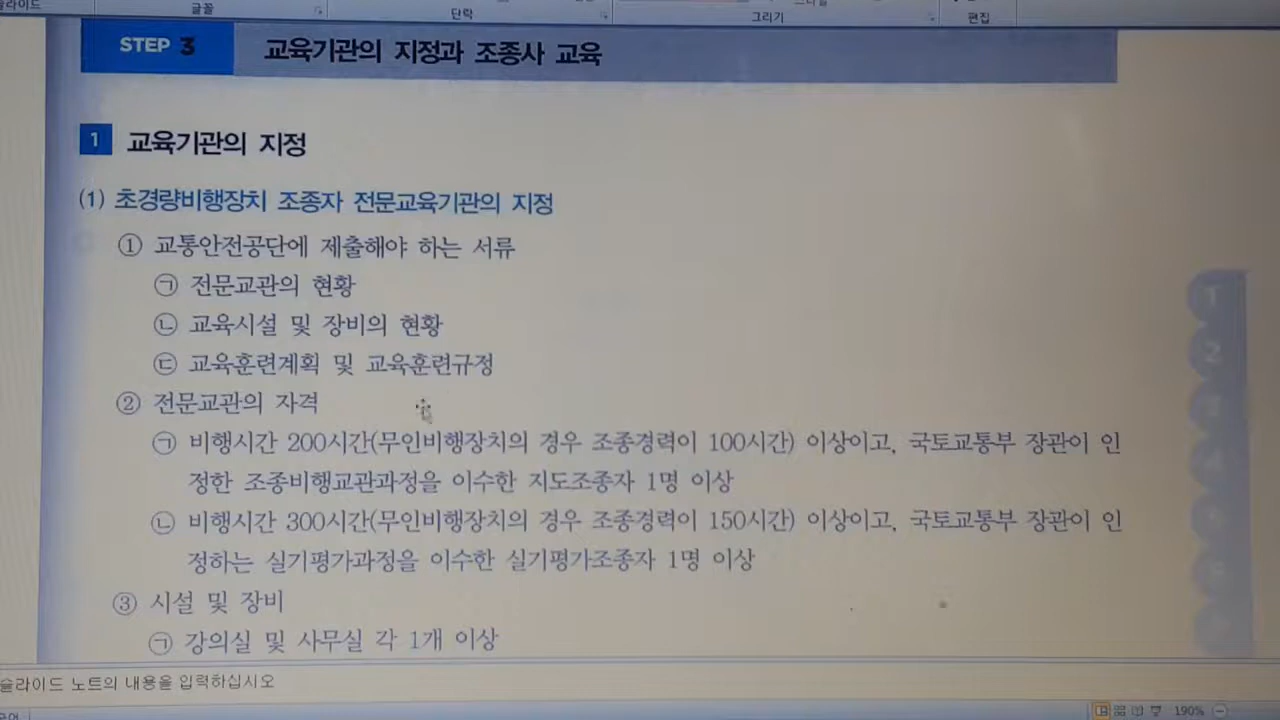 슬라이드
글꼴
단락
그리기
편집
STEP 3 교육기관의 지정과 조종사 교육
1 교육기관의 지정
(1) 초경량비행장치 조종자 전문교육기관의 지정
① 교통안전공단에 제출해야 하는 서류
㉠ 전문교관의 현황
㉡ 교육시설 및 장비의 현황
㉢ 교육훈련계획 및 교육훈련규정
② 전문교관의 자격
㉠ 비행시간 200시간(무인비행장치의 경우 조종경력이 100시간) 이상이고, 국토교통부 장관이 인
정한 조종비행교관과정을 이수한 지도조종자 1명 이상
㉡ 비행시간 300시간(무인비행장치의 경우 조종경력이 150시간) 이상이고, 국토교통부 장관이 인
정하는 실기평가과정을 이수한 실기평가조종자 1명 이상
③ 시설 및 장비
㉠ 강의실 및 사무실 각 1개 이상
1
2
슬라이드 노트의 내용을 입력하십시오
190%